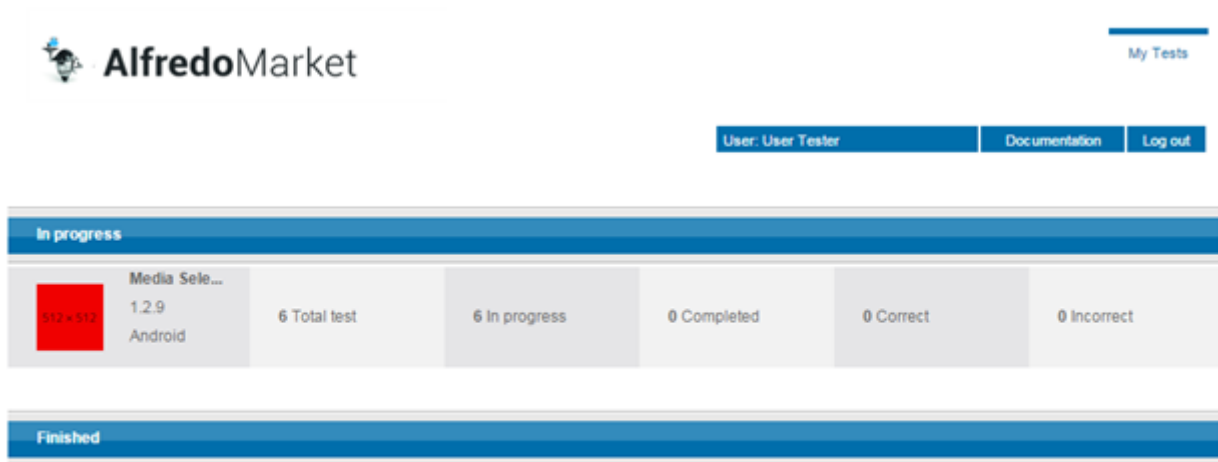 AlfredoMarket
My Tests
User: User Tester
Documentation
Log out
In progress
512 × 512
Media Sele...
1.2.9
Android
6 Total test
6 In progress
0 Completed
0 Correct
0 Incorrect
Finished